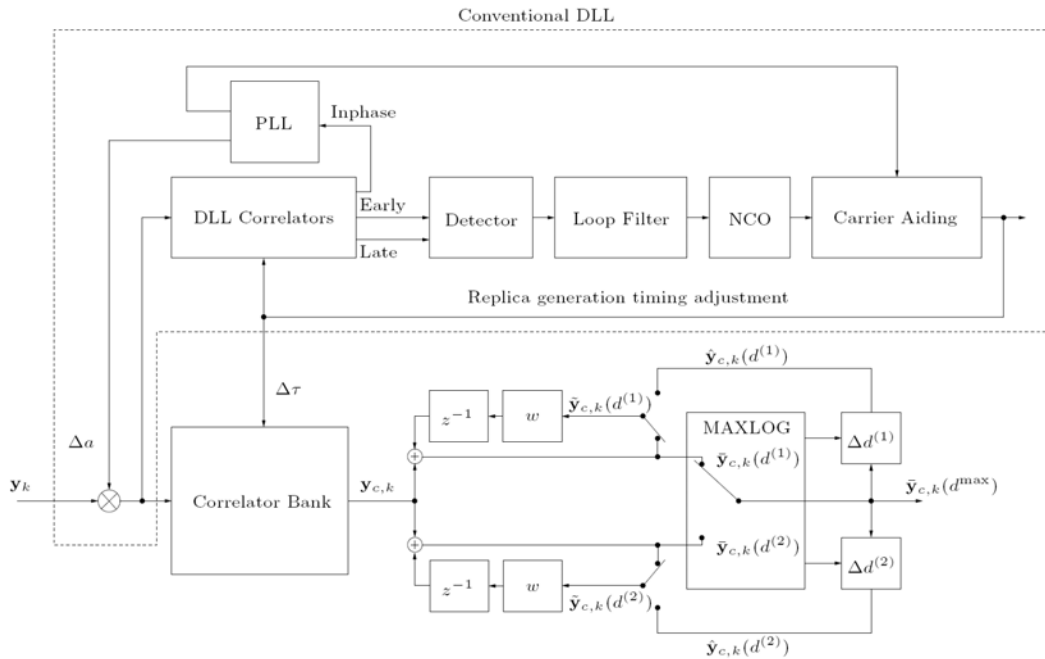 Conventional DLL
PLL
Inphase
DLL Correlators
Early
Late
Detector
Loop Filter
NCO
Carrier Aiding
Replica generation timing adjustment
Δτ
Δa
y_k
Correlator Bank
y_{c,k}
z^{-1}
w
ỹ_{c,k}(d^{(1)})
ŷ_{c,k}(d^{(1)})
MAXLOG
ȳ_{c,k}(d^{(1)})
Δd^{(1)}
ȳ_{c,k}(d^{max})
ȳ_{c,k}(d^{(2)})
Δd^{(2)}
z^{-1}
w
ỹ_{c,k}(d^{(2)})
ŷ_{c,k}(d^{(2)})